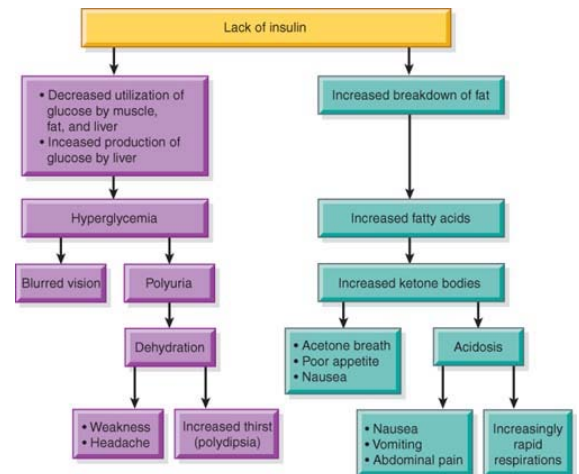 Lack of insulin
• Decreased utilization of
glucose by muscle,
fat, and liver
• Inceased production of
glucose by liver
Increased breakdown of fat
Hyperglycemia
Increased fatty acids
Blurred vision
Polyuria
Increased ketone bodies
Dehydration
• Acetone breath
• Poor appetite
• Nausea
Acidosis
• Weakness
• Headache
Increased thirst
(polydipsia)
• Nausea
• Vomiting
• Abdominal pain
Increasingly
rapid
respirations